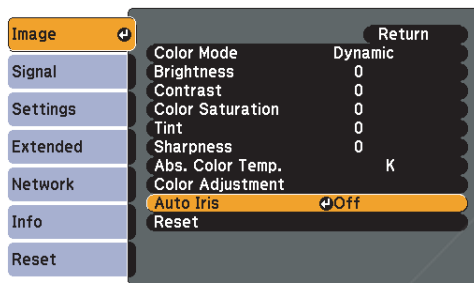 Image
Signal
Settings
Extended
Network
Info
Reset
Return
Color Mode Dynamic
Brightness 0
Contrast 0
Color Saturation 0
Tint 0
Sharpness 0
Abs. Color Temp. K
Color Adjustment
Auto Iris Off
Reset